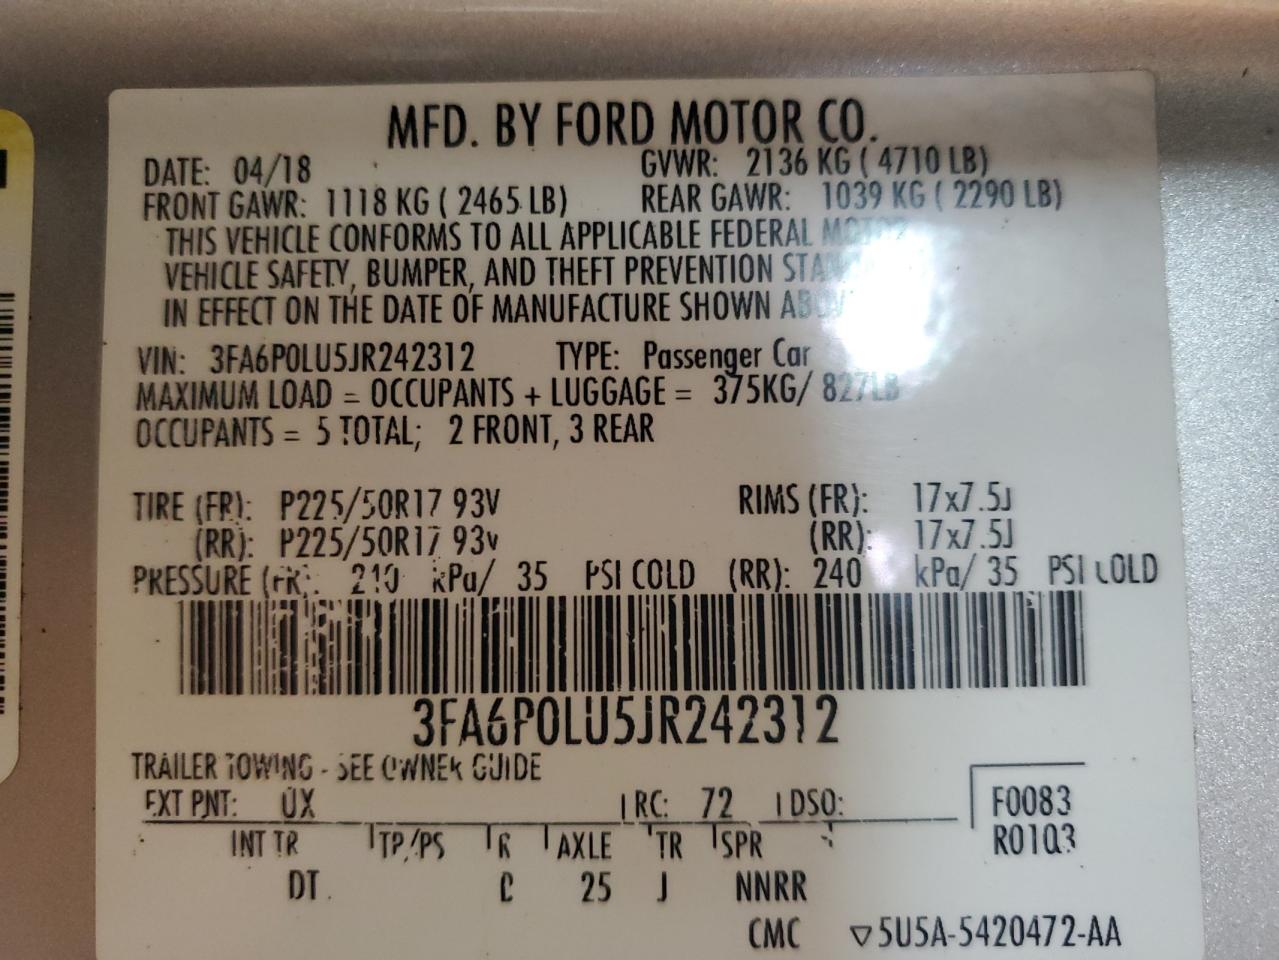 MFD. BY FORD MOTOR CO.
DATE: 04/18 GVWR: 2136 KG ( 4710 LB)
FRONT GAWR: 1118 KG ( 2465 LB) REAR GAWR: 1039 KG ( 2290 LB)
THIS VEHICLE CONFORMS TO ALL APPLICABLE FEDERAL MOTOR
VEHICLE SAFETY, BUMPER, AND THEFT PREVENTION
IN EFFECT ON THE DATE OF MANUFACTURE SHOWN
VIN: 3FA6P0LU5JR242312 TYPE: Passenger Car
MAXIMUM LOAD = OCCUPANTS + LUGGAGE = 375KG/ 827LB
OCCUPANTS = 5 TOTAL; 2 FRONT, 3 REAR
TIRE (FR): P225/50R17 93V RIMS (FR): 17x7.5J
(RR): P225/50R17 93v (RR): 17x7.5J
PRESSURE (FR): 240 kPa/ 35 PSI COLD (RR): 240 kPa/ 35 PSI COLD
3FA6P0LU5JR242312
TRAILER TOWING - SEE OWNER GUIDE
EXT PNT: UX RC: 72 DSO: F0083
INT TR TP/PS R AXLE TR SPR R0103
DT 25 J NNRR
CMC ▽5U5A-5420472-AA